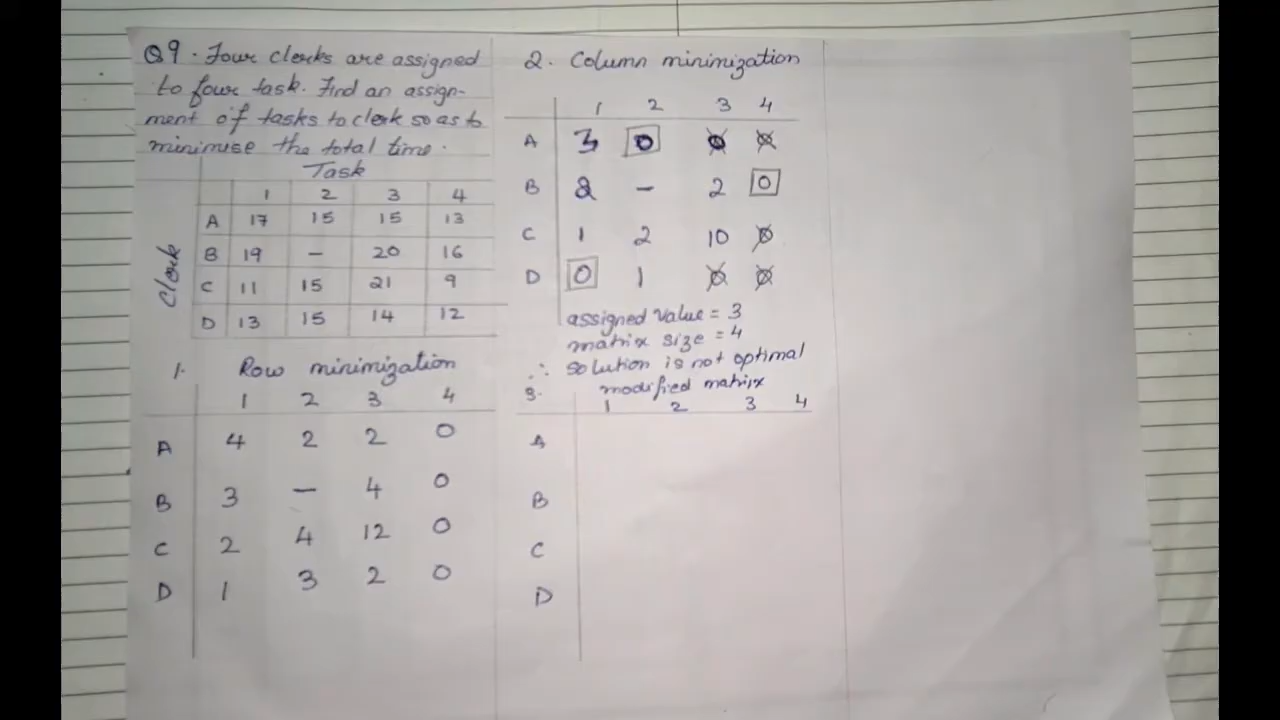 Q9. Four clerks are assigned
to four task. Find an assign-
ment of tasks to clerk so as to
minimise the total time.
Task
1 2 3 4
A 17 15 15 13
B 19 – 20 16
C 11 15 21 9
D 13 15 14 12
Clerk
1. Row minimization
1 2 3 4
A 4 2 2 0
B 3 – 4 0
C 2 4 12 0
D 1 3 2 0
2. Column minimization
1 2 3 4
A 3 0 0 0
B 2 – 2 0
C 1 2 10 0
D 0 1 0 0
assigned value = 3
matrix size = 4
∴ solution is not optimal
3. modified matrix
1 2 3 4
A
B
C
D